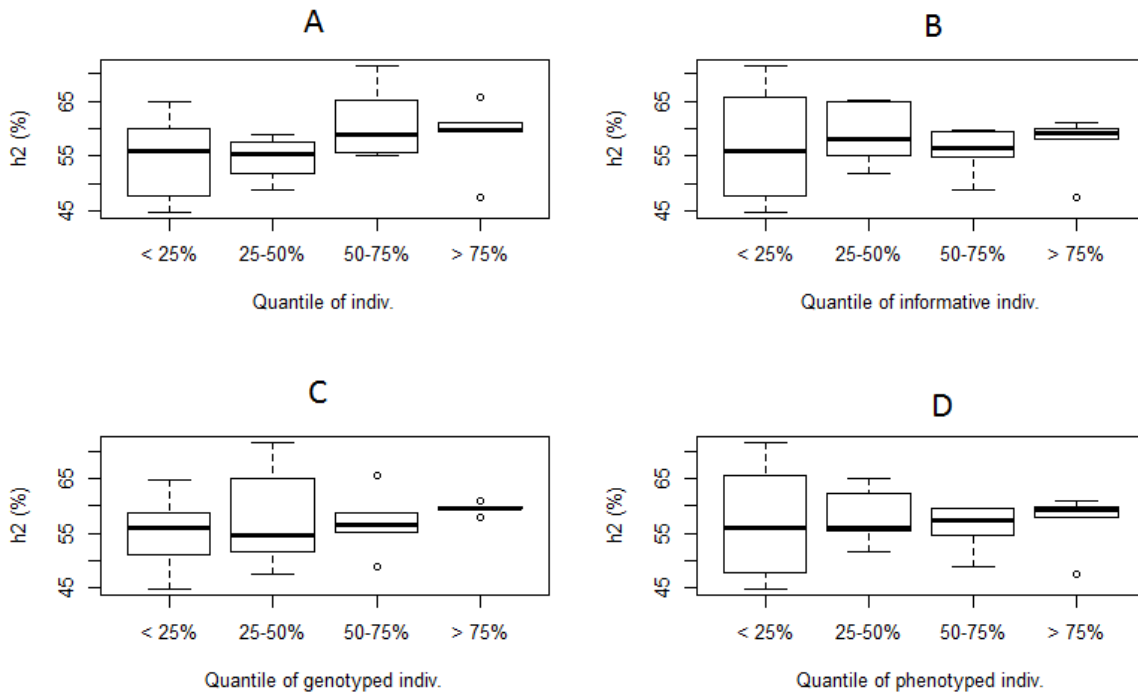 A
h2 (%)
65
55
45
< 25%
25-50%
50-75%
> 75%
Quantile of indiv.
B
h2 (%)
65
55
45
< 25%
25-50%
50-75%
> 75%
Quantile of informative indiv.
C
h2 (%)
65
55
45
< 25%
25-50%
50-75%
> 75%
Quantile of genotyped indiv.
D
h2 (%)
65
55
45
< 25%
25-50%
50-75%
> 75%
Quantile of phenotyped indiv.